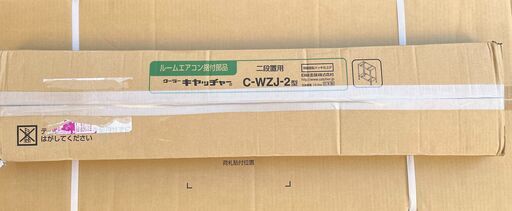 ルームエアコン据付部品
クーラーキャッチャー
二段置用
C-WZJ-2型
はがしてください
荷札貼付位置